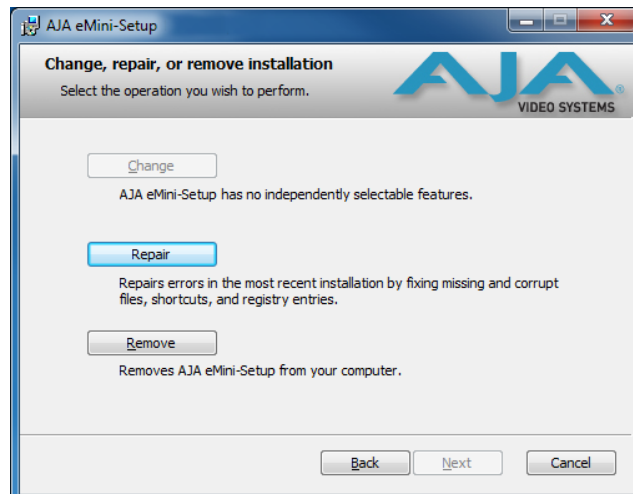 AJA eMini-Setup
Change, repair, or remove installation
Select the operation you wish to perform.
AJA®
VIDEO SYSTEMS
Change
AJA eMini-Setup has no independently selectable features.
Repair
Repairs errors in the most recent installation by fixing missing and corrupt
files, shortcuts, and registry entries.
Remove
Removes AJA eMini-Setup from your computer.
Back
Next
Cancel